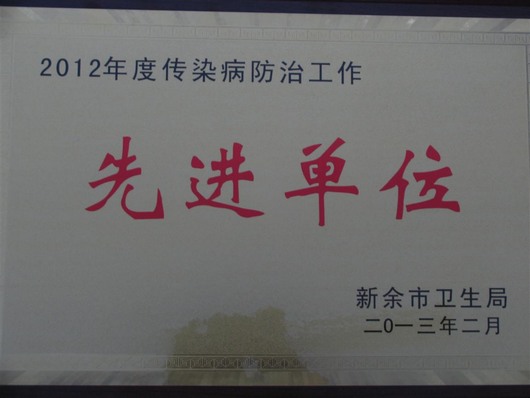 2012年度传染病防治工作
先进单位
新余市卫生局
二0一三年二月